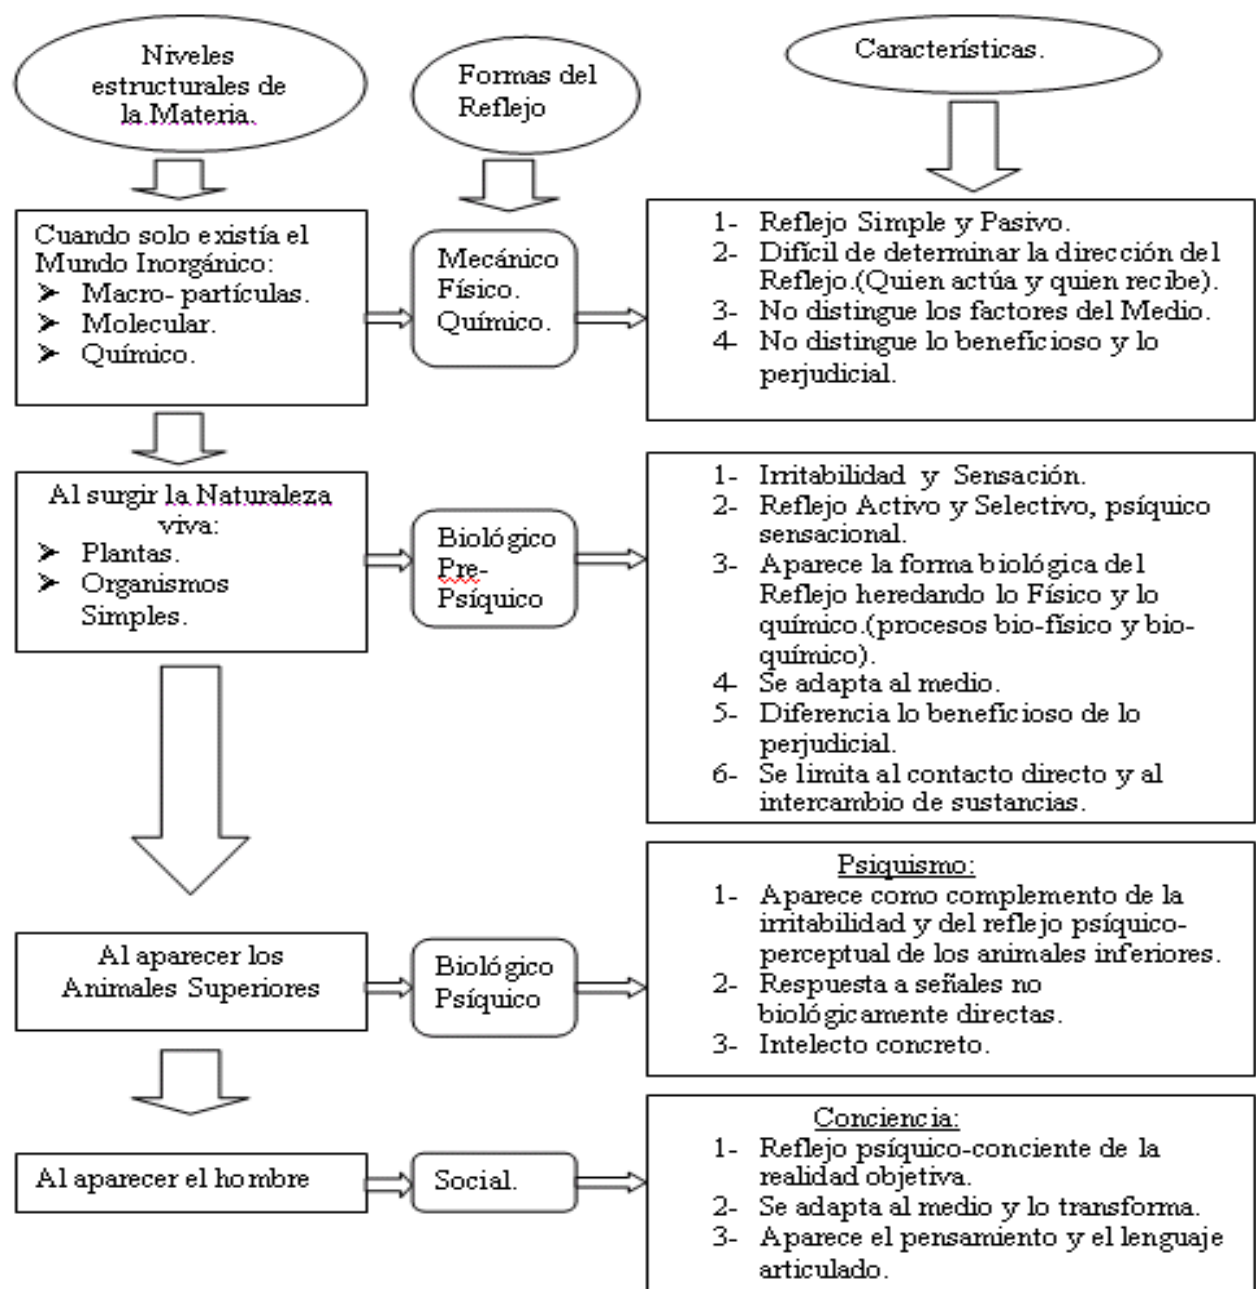 Niveles
estructurales de
la Materia.
Formas del
Reflejo
Características.
Cuando solo existía el
Mundo Inorgánico:
➢ Macro- partículas.
➢ Molecular.
➢ Químico.
Mecánico
Físico.
Químico.
1- Reflejo Simple y Pasivo.
2- Difícil de determinar la dirección del
Reflejo.(Quien actúa y quien recibe).
3- No distingue los factores del Medio.
4- No distingue lo beneficioso y lo
perjudicial.
Al surgir la Naturaleza
viva:
➢ Plantas.
➢ Organismos
Simples.
Biológico
Pre-
Psíquico
1- Irritabilidad y Sensación.
2- Reflejo Activo y Selectivo, psíquico
sensacional.
3- Aparece la forma biológica del
Reflejo heredando lo Físico y lo
químico.(procesos bio-físico y bio-
químico).
4- Se adapta al medio.
5- Diferencia lo beneficioso de lo
perjudicial.
6- Se limita al contacto directo y al
intercambio de sustancias.
Al aparecer los
Animales Superiores
Biológico
Psíquico
Psiquismo:
1- Aparece como complemento de la
irritabilidad y del reflejo psíquico-
perceptual de los animales inferiores.
2- Respuesta a señales no
biológicamente directas.
3- Intelecto concreto.
Al aparecer el hombre
Social.
Conciencia:
1- Reflejo psíquico-conciente de la
realidad objetiva.
2- Se adapta al medio y lo transforma.
3- Aparece el pensamiento y el lenguaje
articulado.